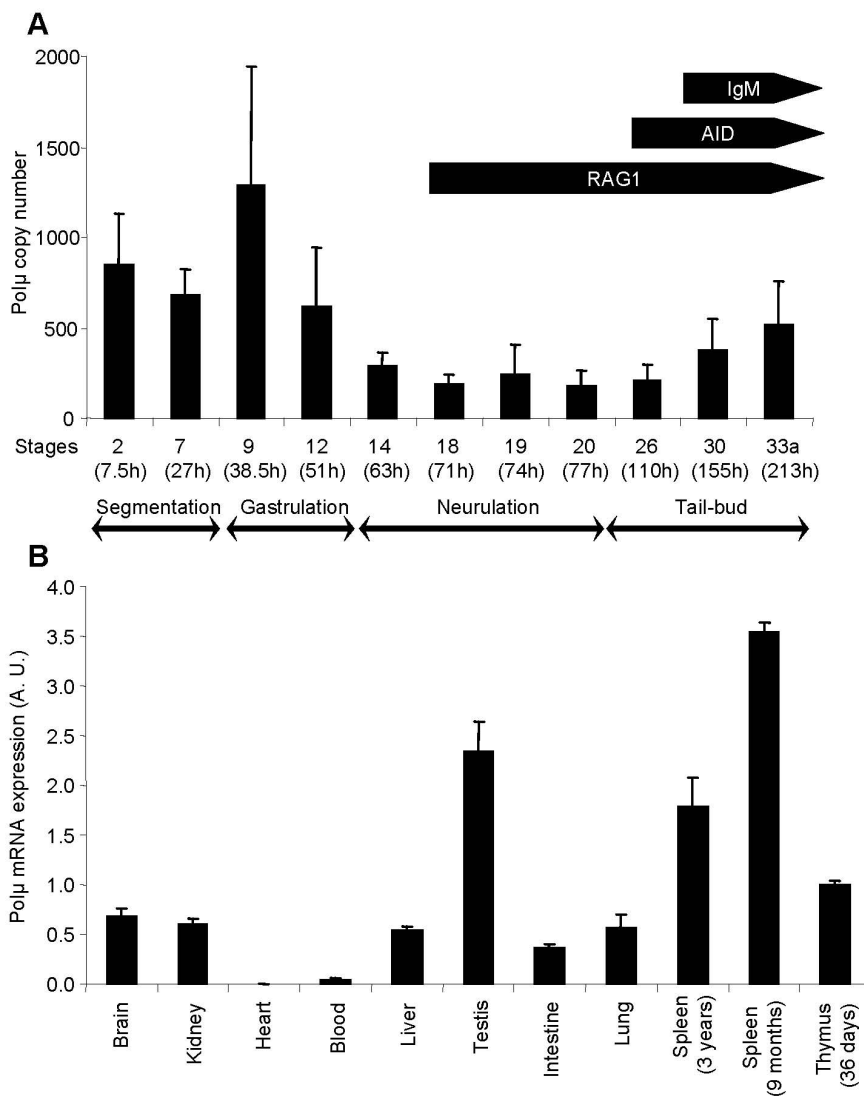 A
2000
1500
1000
500
0
Polμ copy number
IgM
AID
RAG1
Stages 2 7 9 12 14 18 19 20 26 30 33a
(7.5h) (27h) (38.5h) (51h) (63h) (71h) (74h) (77h) (110h) (155h) (213h)
Segmentation Gastrulation Neurulation Tail-bud
B
4.0
3.5
3.0
2.5
2.0
1.5
1.0
0.5
0.0
Polμ mRNA expression (A. U.)
Brain
Kidney
Heart
Blood
Liver
Testis
Intestine
Lung
Spleen
(3 years)
Spleen
(9 months)
Thymus
(36 days)